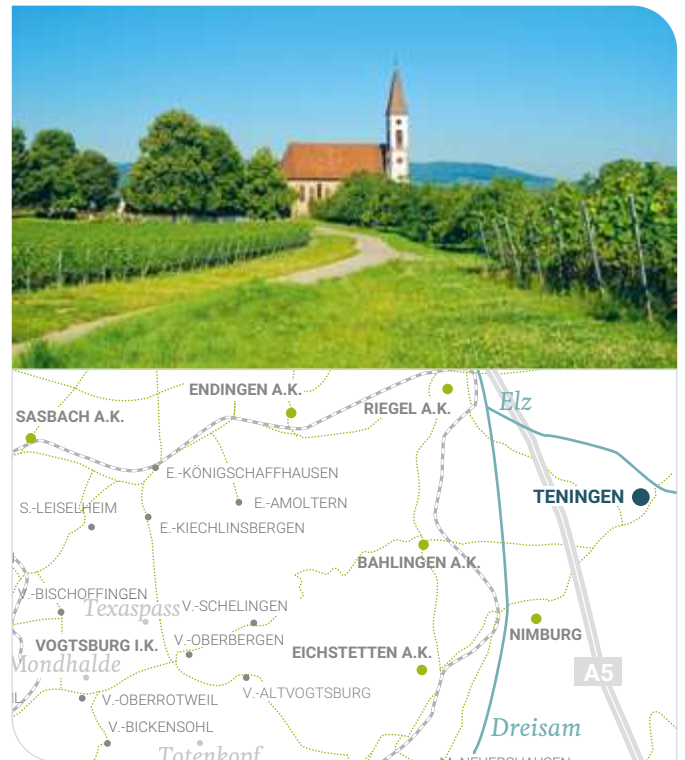 ENDINGEN A.K.
SASBACH A.K.
RIEGEL A.K.
Elz
E.-KÖNIGSCHAFFHAUSEN
TENINGEN
S.-LEISELHEIM
E.-AMOLTERN
E.-KIECHLINSBERGEN
BAHLINGEN A.K.
V.-BISCHOFFINGEN
Texaspass
V.-SCHELINGEN
NIMBURG
VOGTSBURG I.K.
V.-OBERBERGEN
EICHSTETTEN A.K.
Mondhalde
A5
V.-OBERROTWEIL
V.-ALTVOGTSBURG
V.-BICKENSOHL
Dreisam
Totenkopf